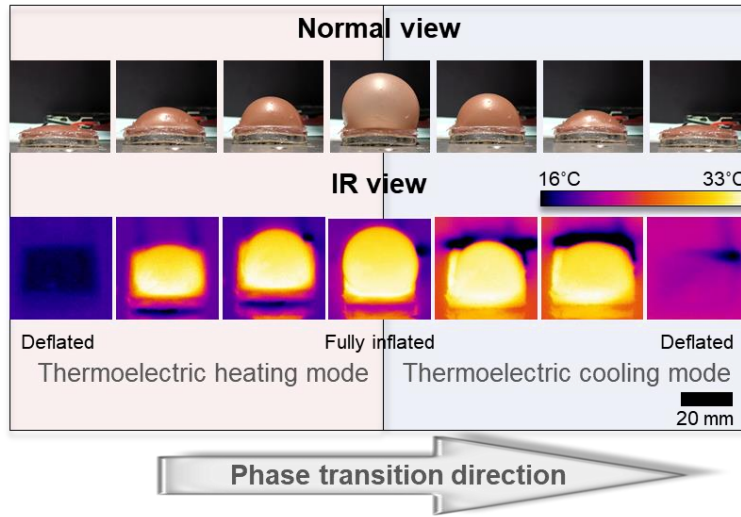 Normal view
IR view
16˚C 33˚C
Deflated Fully inflated Deflated
Thermoelectric heating mode Thermoelectric cooling mode
20 mm
Phase transition direction